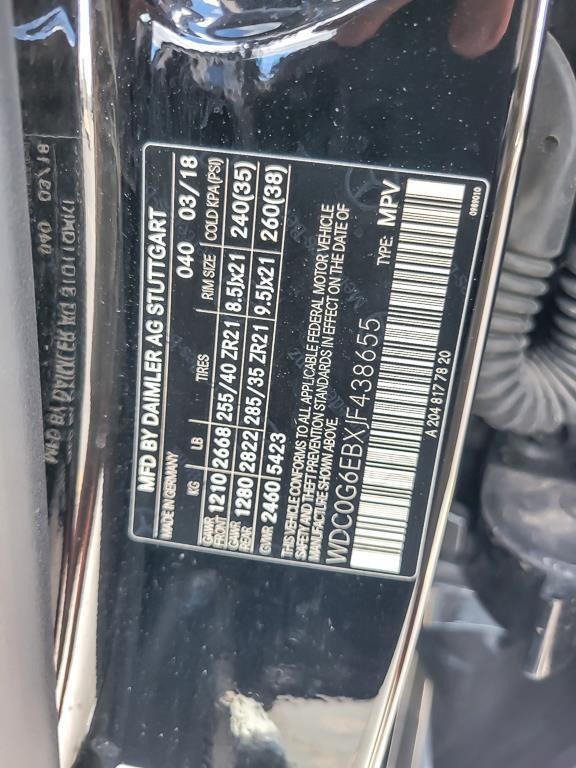 MFD BY DAIMLER AG STUTTGART
MADE IN GERMANY 040 03/18
KG LB TIRES RIM SIZE COLD KPA(PSI)
GWR FRONT 1210 2668 255/40 ZR21 8.5Jx21 240(35)
GAWR REAR 1280 2822 285/35 ZR21 9.5Jx21 260(38)
GWR 2460 5423
THIS VEHICLE CONFORMS TO ALL APPLICABLE FEDERAL MOTOR VEHICLE
SAFETY AND THEFT PREVENTION STANDARDS IN EFFECT ON THE DATE OF
MANUFACTURE SHOWN ABOVE.
WDC0G6EBXJF438655 TYPE: MPV
A 204 817 78 20
0989010